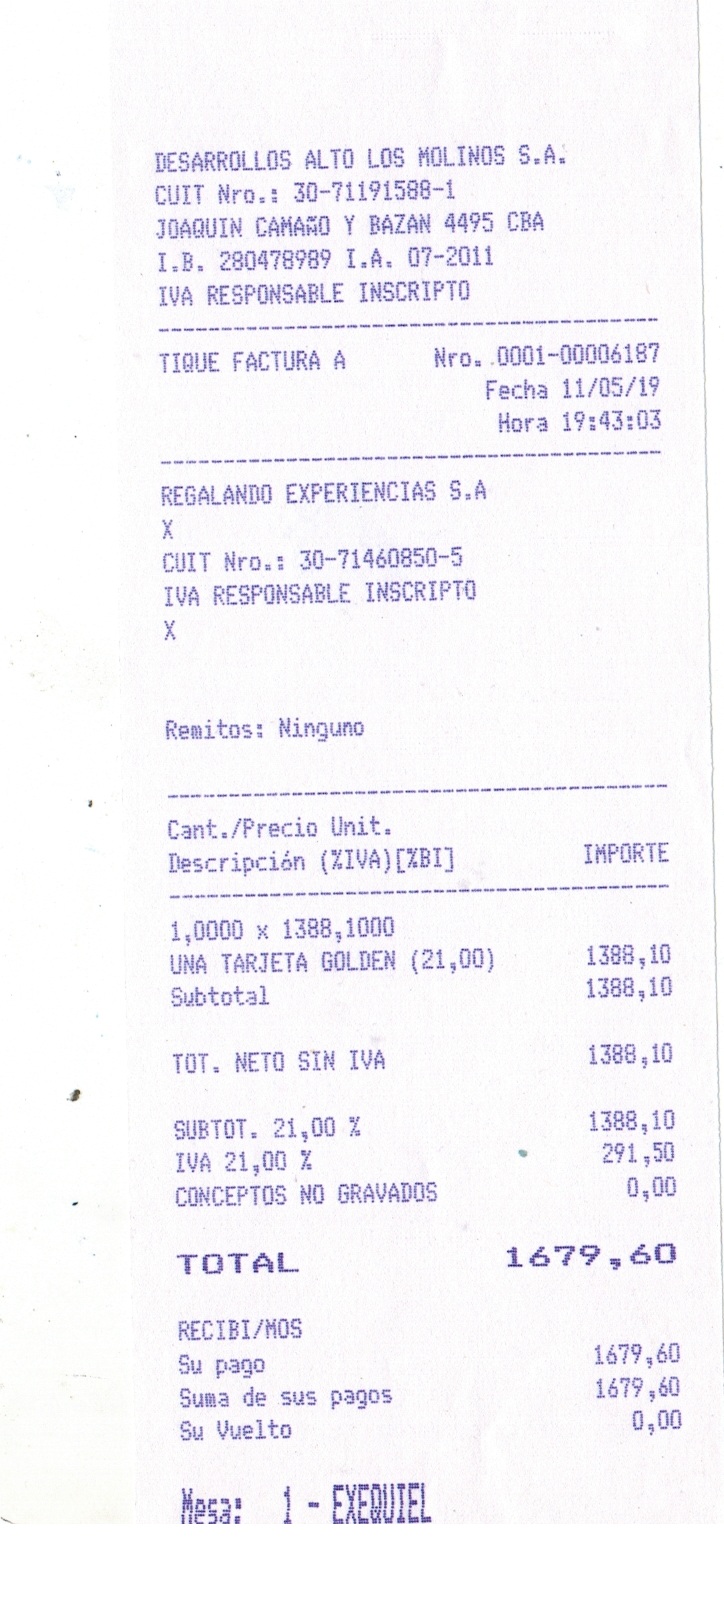 DESARROLLOS ALTO LOS MOLINOS S.A.
CUIT Nro.: 30-71191588-1
JOAQUIN CAMAÑO Y BAZAN 4495 CBA
I.B. 280478989 I.A. 07-2011
IVA RESPONSABLE INSCRIPTO
TIQUE FACTURA A Nro. 0001-00006187
Fecha 11/05/19
Hora 19:43:03
REGALANDO EXPERIENCIAS S.A
X
CUIT Nro.: 30-71460850-5
IVA RESPONSABLE INSCRIPTO
X
Remitos: Ninguno
Cant./Precio Unit.
Descripción (%IVA)[%BI] IMPORTE
1,0000 x 1388,1000
UNA TARJETA GOLDEN (21,00) 1388,10
Subtotal 1388,10
TOT. NETO SIN IVA 1388,10
SUBTOT. 21,00 % 1388,10
IVA 21,00 % 291,50
CONCEPTOS NO GRAVADOS 0,00
TOTAL 1679,60
RECIBI/MOS
Su pago 1679,60
Suma de sus pagos 1679,60
Su Vuelto 0,00
Mesa: 1 - EXEQUIEL